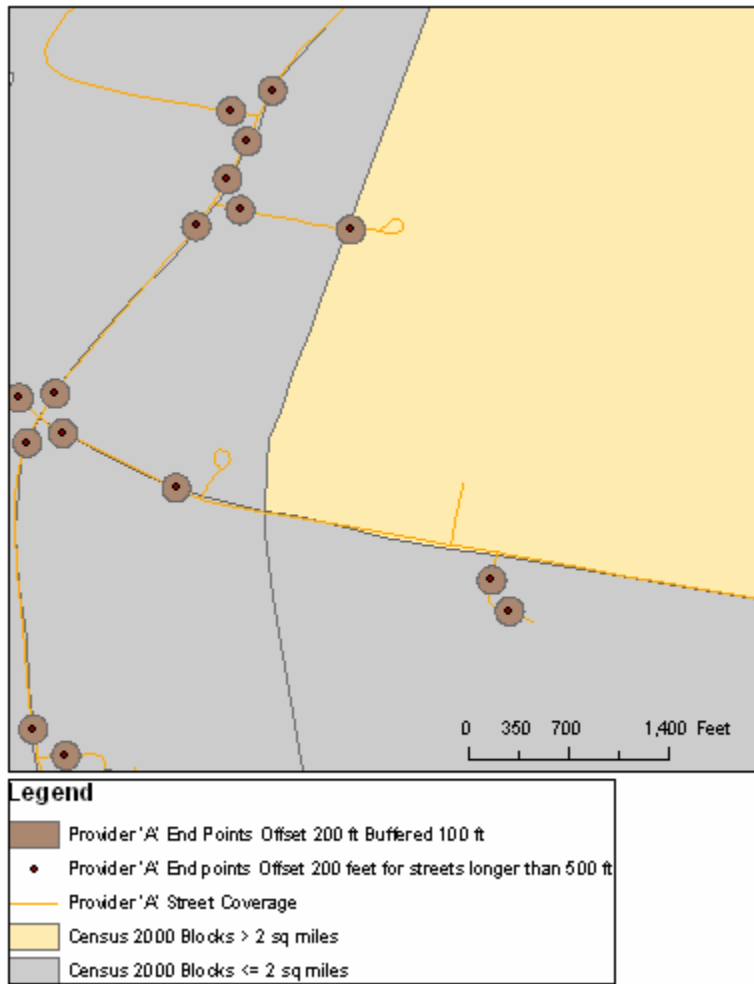 0 350 700 1,400 Feet
Legend
Provider 'A' End Points Offset 200 ft Buffered 100 ft
Provider 'A' End points Offset 200 feet for streets longer than 500 ft
Provider 'A' Street Coverage
Census 2000 Blocks > 2 sq miles
Census 2000 Blocks <= 2 sq miles